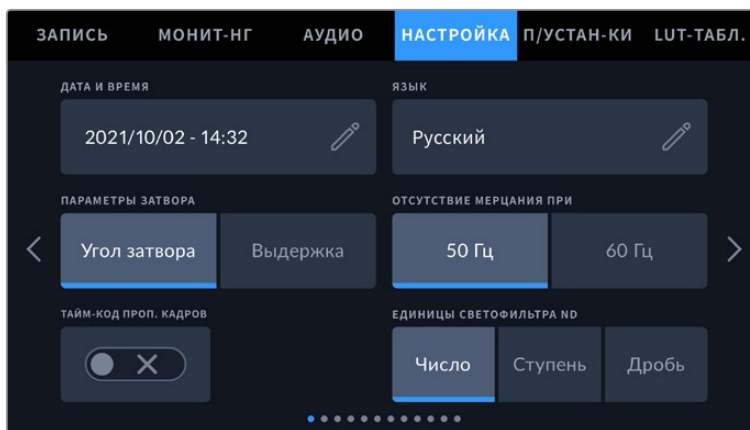 ЗАПИСЬ МОНИТ-НГ АУДИО НАСТРОЙКА П/УСТАН-КИ LUT-ТАБЛ.
ДАТА И ВРЕМЯ ЯЗЫК
2021/10/02 - 14:32 Русский
ПАРАМЕТРЫ ЗАТВОРА ОТСУТСТВИЕ МЕРЦАНИЯ ПРИ
Угол затвора Выдержка 50 Гц 60 Гц
ТАЙМ-КОД ПРОП. КАДРОВ ЕДИНИЦЫ СВЕТОФИЛЬТРА ND
Число Ступень Дробь